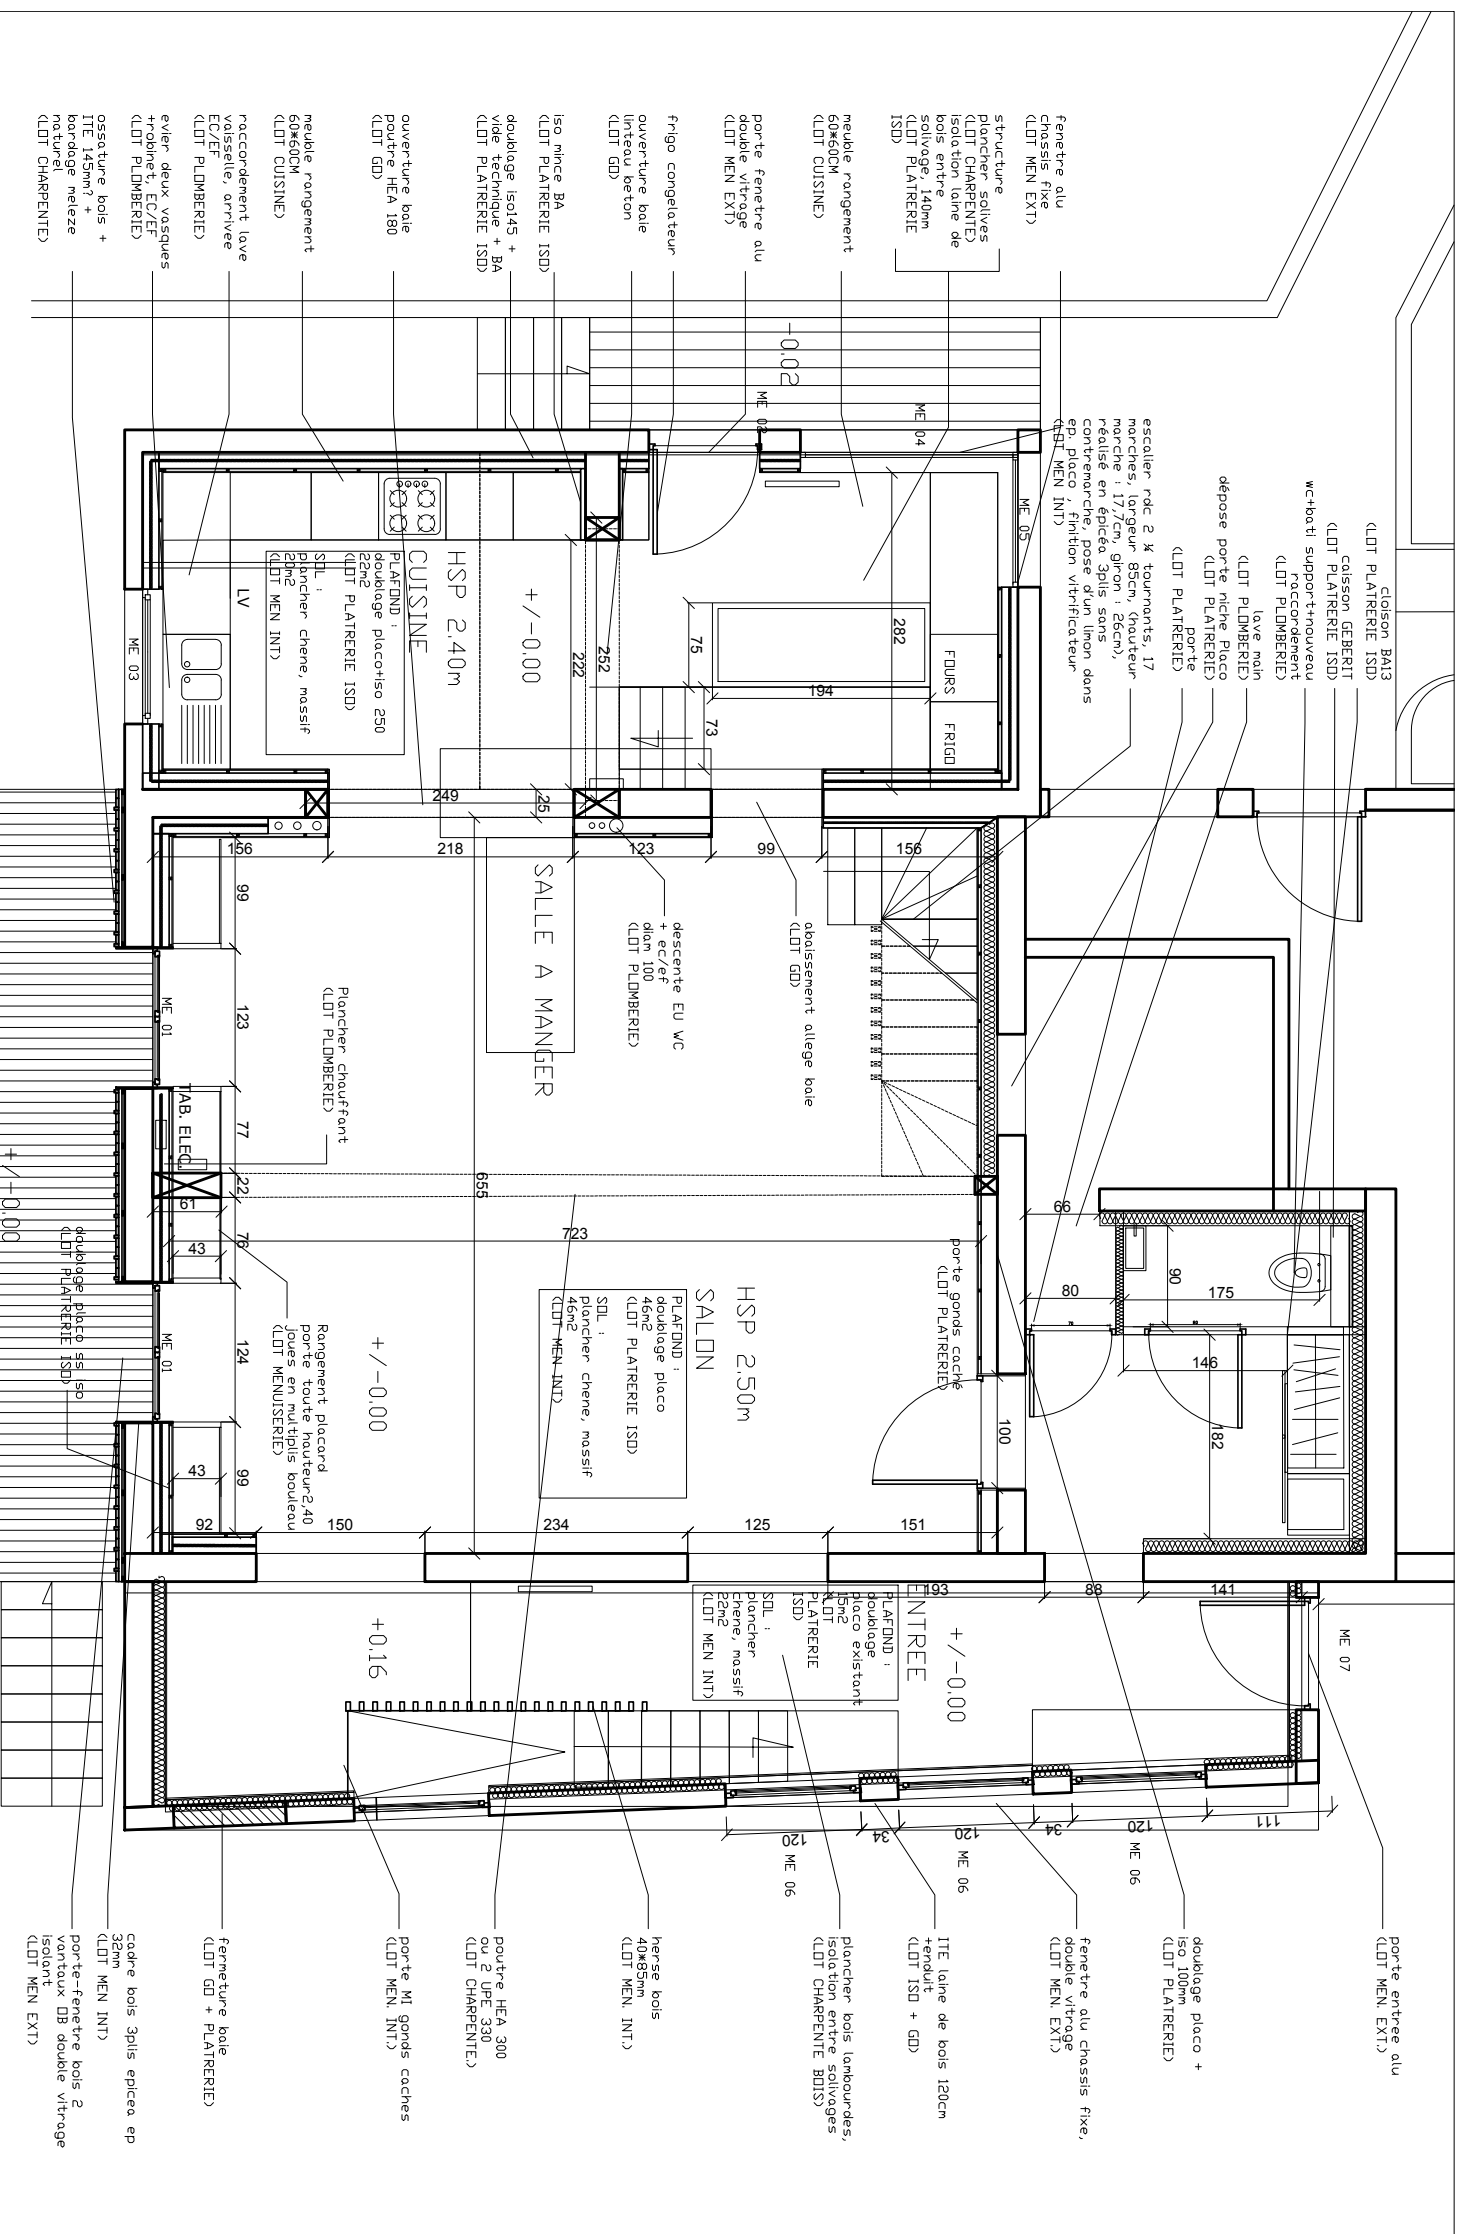 fenetre alu
chassis fixe
(LOT MEN EXT)
structure
plancher solives
(LOT CHARPENTE)
isolation laine de
bois entre
solivage, 140mm
(LOT PLATRERIE
ISO)
meuble rangement
60*60CM
(LOT CUISINE)
porte fenetre alu
double vitrage
(LOT MEN EXT)
frigo congelateur
ouverture baie
linteau beton
(LOT GO)
iso mince BA
(LOT PLATRERIE ISO)
doublage iso145 +
vide technique + BA
(LOT PLATRERIE ISO)
ouverture baie
poutre HEA 180
(LOT GO)
meuble rangement
60*60CM
(LOT CUISINE)
raccordement lave
vaisselle, arrivee
EC/EF
(LOT PLOMBERIE)
evier deux vasques
+robinet, EC/EF
(LOT PLOMBERIE)
ossature bois +
ITE 145mm? +
bardage meleze
naturel
(LOT CHARPENTE)
cloison BA13
(LOT PLATRERIE ISO)
caisson GEBERIT
(LOT PLATRERIE ISO)
wc+bati support+nouveau
raccordement
(LOT PLOMBERIE)
lave main
(LOT PLOMBERIE)
dépose porte niche Placo
(LOT PLATRERIE)
porte
(LOT PLATRERIE)
escalier rdc 2 ¼ tournants, 17
marches, largeur 85cm, (hauteur
marche : 17,7cm, giron : 26cm),
réalisé en épicéa 3plis sans
contremarche, pose d'un limon dans
ep. placo , finition vitrificateur
(LOT MEN INT)
-0.02
ME 02
ME 04
ME 05
ME 03
282
FOURS
FRIGO
194
75
73
252
222
+/-0.00
HSP 2.40m
CUISINE
PLAFOND :
doublage placo+iso 250
22m2
(LOT PLATRERIE ISO)
SOL :
plancher chene, massif
20m2
(LOT MEN INT)
LV
249
25
156
218
123
99
156
99
123
77
22
76
124
99
SALLE A MANGER
descente EU WC
+ ec/ef
diam 100
(LOT PLOMBERIE)
abaissement allege baie
(LOT GO)
Plancher chauffant
(LOT PLOMBERIE)
ME 01
TAB. ELEC.
655
723
61
43
+/-0.00
doublage placo ss iso
(LOT PLATRERIE ISO)
ME 01
Rangement placard
porte toute hauteur2,40
joues en multiplis bouleau
(LOT MENUISERIE)
+/-0.00
HSP 2.50m
SALON
PLAFOND :
doublage placo
46m2
(LOT PLATRERIE ISO)
SOL :
plancher chene, massif
46m2
(LOT MEN INT)
porte gonds caché
(LOT PLATRERIE)
66
80
90
175
146
182
100
43
92
150
234
125
151
193
88
141
ENTREE
+/-0.00
PLAFOND :
doublage
placo existant
15m2
(LOT
PLATRERIE
ISO)
SOL :
plancher
chene, massif
22m2
(LOT MEN INT)
+0.16
ME 07
120
34
120
34
120
111
ME 06
ME 06
ME 06
porte entree alu
(LOT MEN. EXT.)
doublage placo +
iso 100mm
(LOT PLATRERIE)
fenetre alu chassis fixe,
double vitrage
(LOT MEN. EXT.)
ITE laine de bois 120cm
+enduit
(LOT ISO + GO)
plancher bois lambourdes,
isolation entre solivages
(LOT CHARPENTE BOIS)
herse bois
40*85mm
(LOT MEN. INT.)
poutre HEA 300
ou 2 UPE 330
(LOT CHARPENTE.)
porte MI gonds caches
(LOT MEN. INT.)
fermeture baie
(LOT GO + PLATRERIE)
cadre bois 3plis epicea ep
32mm
(LOT MEN INT)
porte-fenetre bois 2
vantaux OB double vitrage
isolant
(LOT MEN EXT)